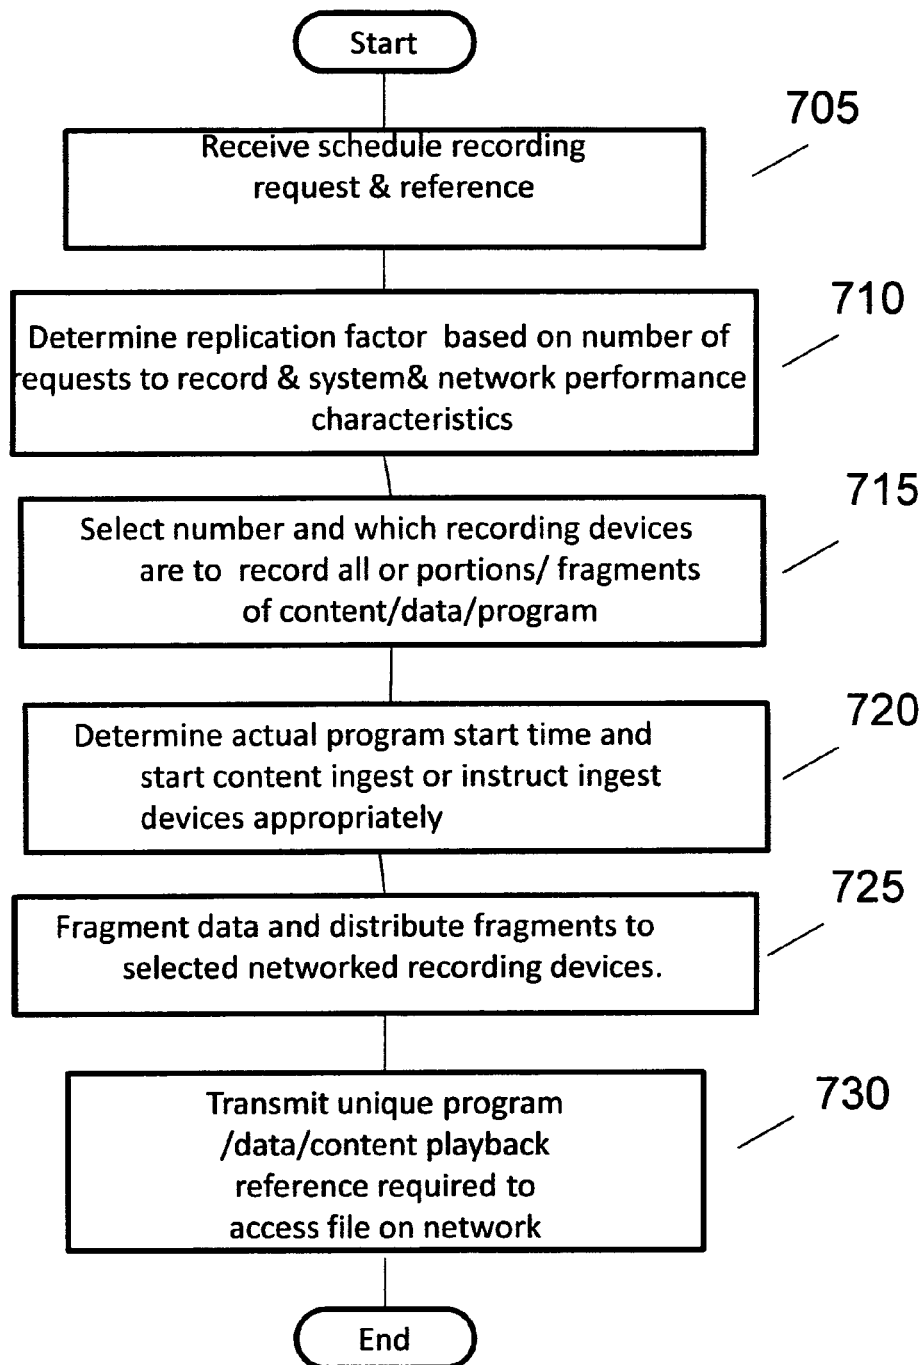 Start
705
Receive schedule recording
request & reference
710
Determine replication factor based on number of
requests to record & system& network performance
characteristics
715
Select number and which recording devices
are to record all or portions/ fragments
of content/data/program
720
Determine actual program start time and
start content ingest or instruct ingest
devices appropriately
725
Fragment data and distribute fragments to
selected networked recording devices.
730
Transmit unique program
/data/content playback
reference required to
access file on network
End